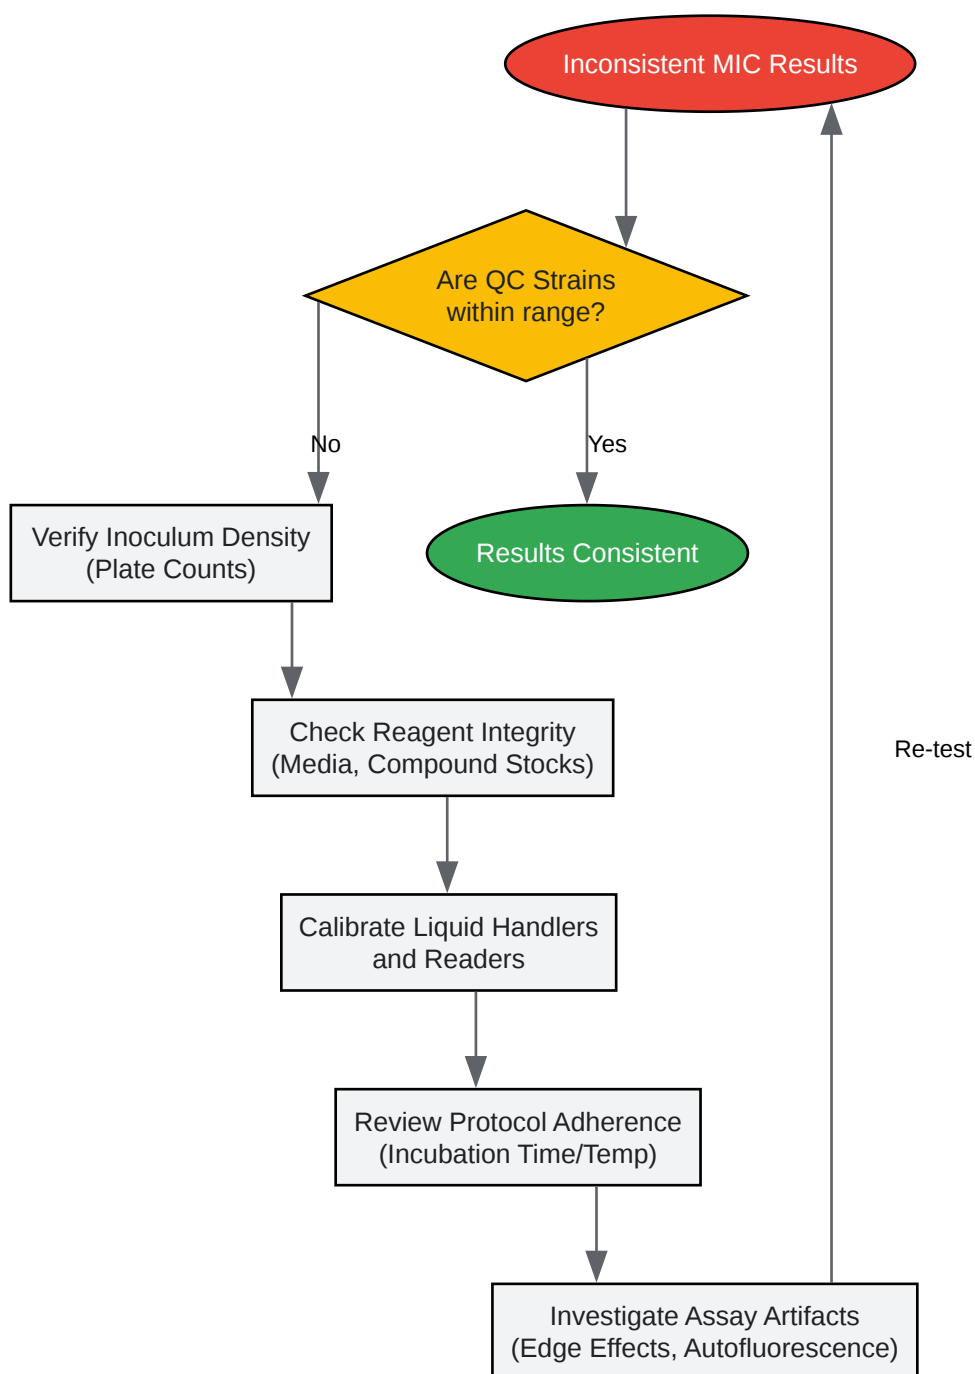 Inconsistent MIC Results
Are QC Strains
within range?
No
Yes
Verify Inoculum Density
(Plate Counts)
Results Consistent
Check Reagent Integrity
(Media, Compound Stocks)
Re-test
Calibrate Liquid Handlers
and Readers
Review Protocol Adherence
(Incubation Time/Temp)
Investigate Assay Artifacts
(Edge Effects, Autofluorescence)